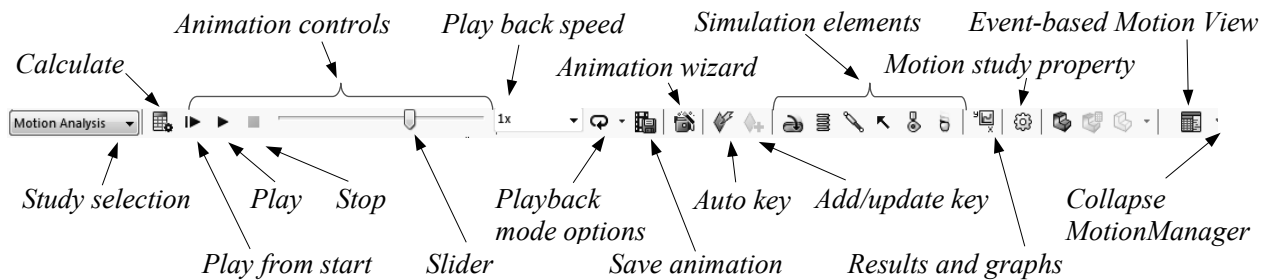 Animation controls
Play back speed
Simulation elements
Event-based Motion View
Calculate
Animation wizard
Motion study property
Motion Analysis
1x
Study selection
Play
Stop
Playback
mode options
Auto key
Add/update key
Collapse
MotionManager
Play from start
Slider
Save animation
Results and graphs